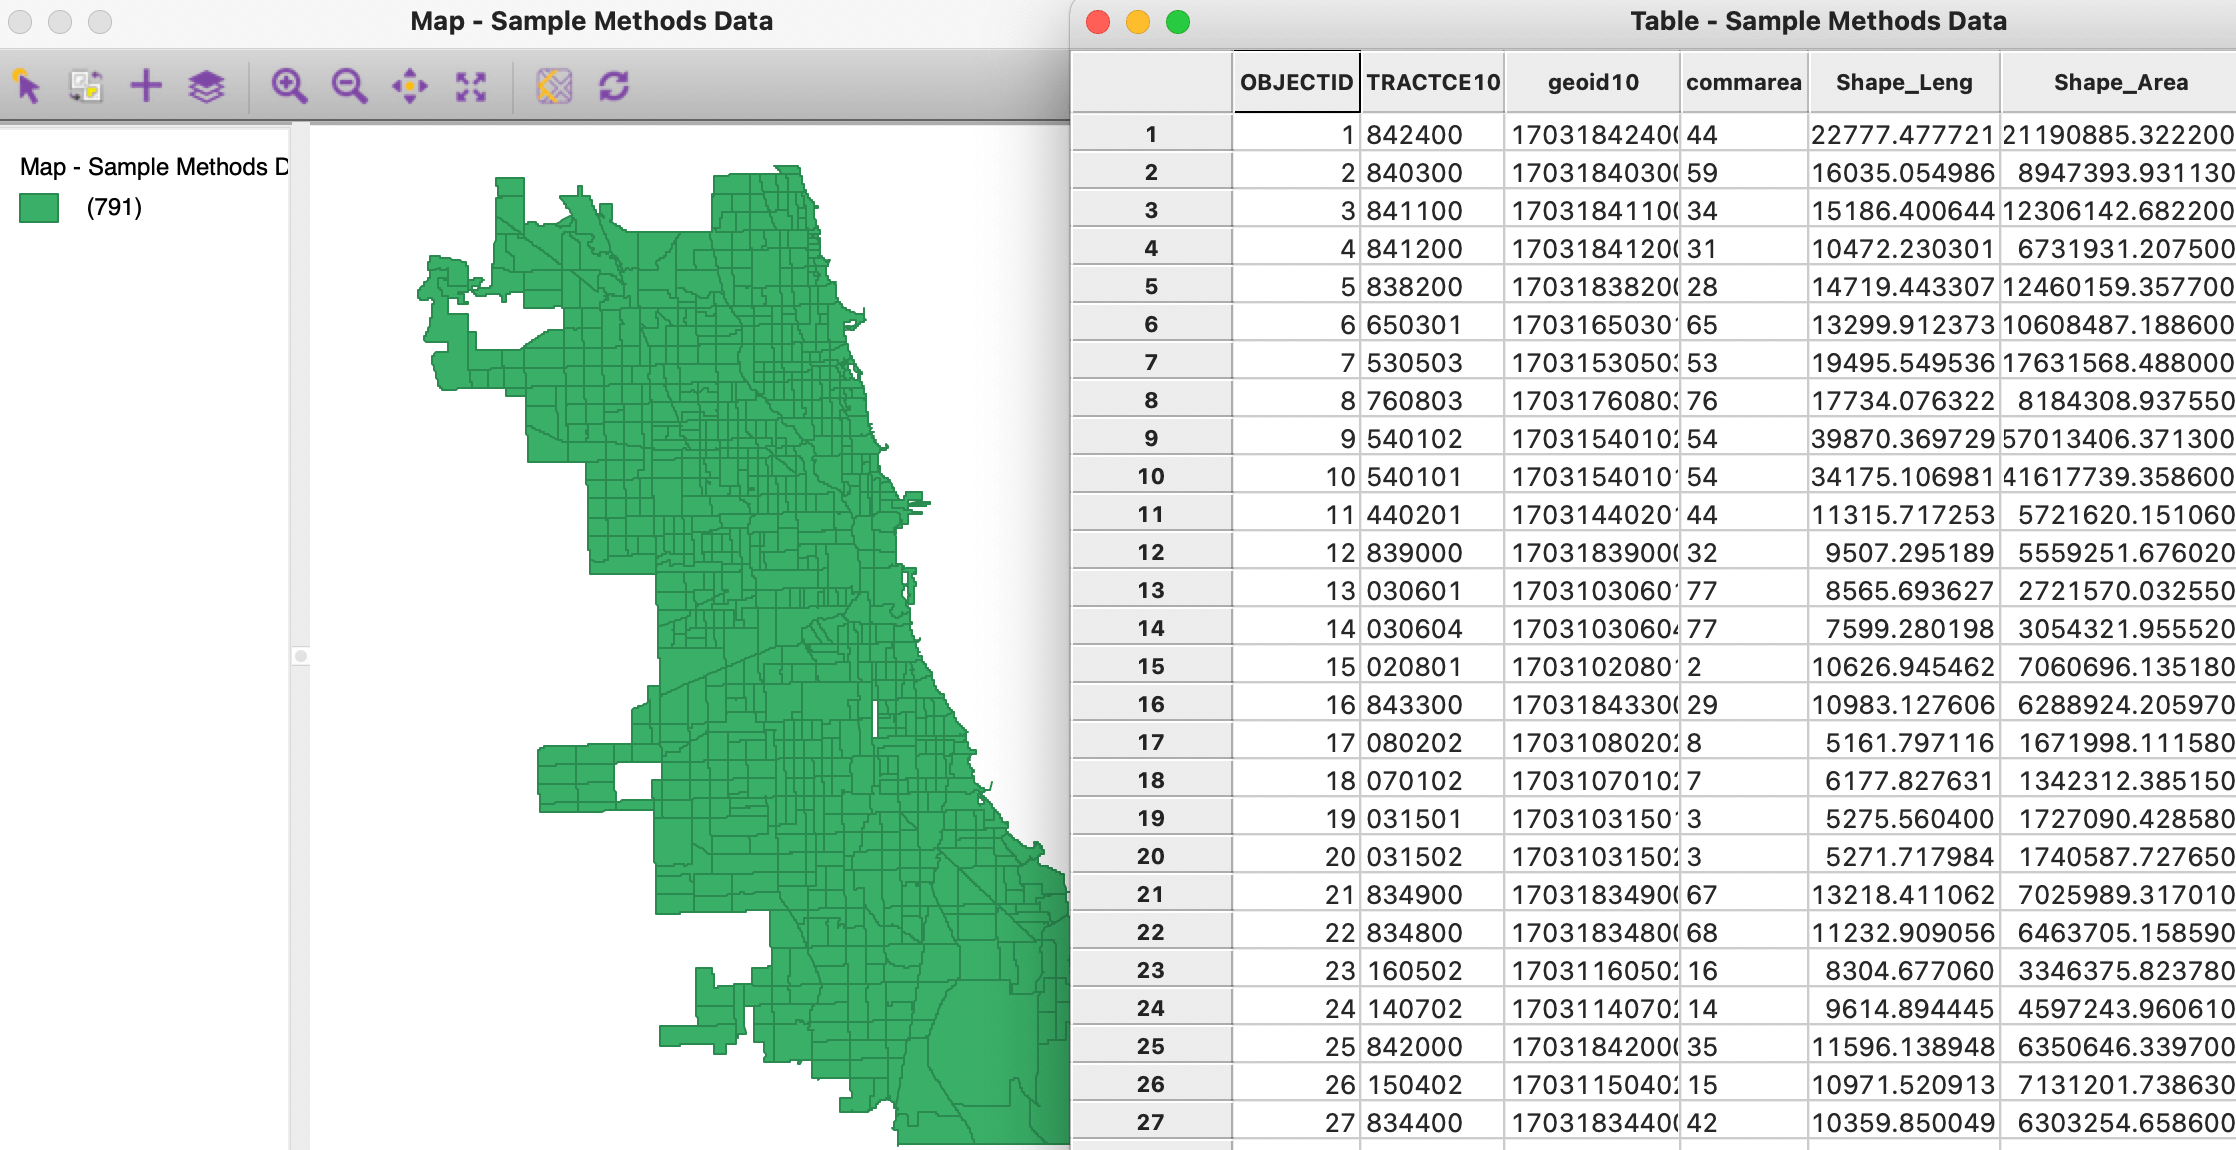 Map - Sample Methods Data
Map - Sample Methods D
(791)
Table - Sample Methods Data
OBJECTID TRACTCE10 geoid10 commarea Shape_Leng Shape_Area
1 1 842400 1703184240 44 22777.477721 21190885.322200
2 2 840300 1703184030 59 16035.054986 8947393.931130
3 3 841100 1703184110 34 15186.400644 12306142.682200
4 4 841200 1703184120 31 10472.230301 6731931.207500
5 5 838200 1703183820 28 14719.443307 12460159.357700
6 6 650301 1703165030 65 13299.912373 10608487.188600
7 7 530503 1703153050 53 19495.549536 17631568.488000
8 8 760803 1703176080 76 17734.076322 8184308.937550
9 9 540102 1703154010 54 39870.369729 57013406.371300
10 10 540101 1703154010 54 34175.106981 41617739.358600
11 11 440201 1703144020 44 11315.717253 5721620.151060
12 12 839000 1703183900 32 9507.295189 5559251.676020
13 13 030601 1703103060 77 8565.693627 2721570.032550
14 14 030604 1703103060 77 7599.280198 3054321.955520
15 15 020801 1703102080 2 10626.945462 7060696.135180
16 16 843300 1703184330 29 10983.127606 6288924.205970
17 17 080202 1703108020 8 5161.797116 1671998.111580
18 18 070102 1703107010 7 6177.827631 1342312.385150
19 19 031501 1703103150 3 5275.560400 1727090.428580
20 20 031502 1703103150 3 5271.717984 1740587.727650
21 21 834900 1703183490 67 13218.411062 7025989.317010
22 22 834800 1703183480 68 11232.909056 6463705.158590
23 23 160502 1703116050 16 8304.677060 3346375.823780
24 24 140702 1703114070 14 9614.894445 4597243.960610
25 25 842000 1703184200 35 11596.138948 6350646.339700
26 26 150402 1703115040 15 10971.520913 7131201.738630
27 27 834400 1703183440 42 10359.850049 6303254.658600